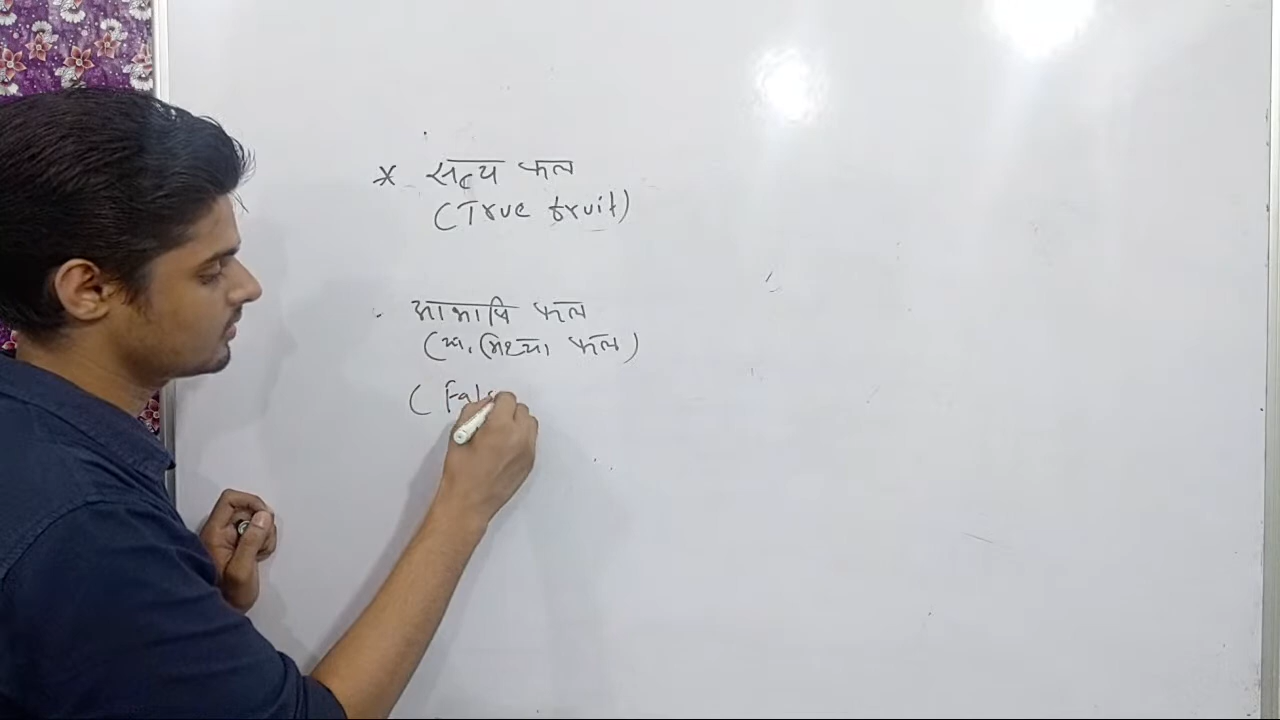 * सत्य फल
(True fruit)
आभाषि फल
(या. मिथ्या फल)
(Fals